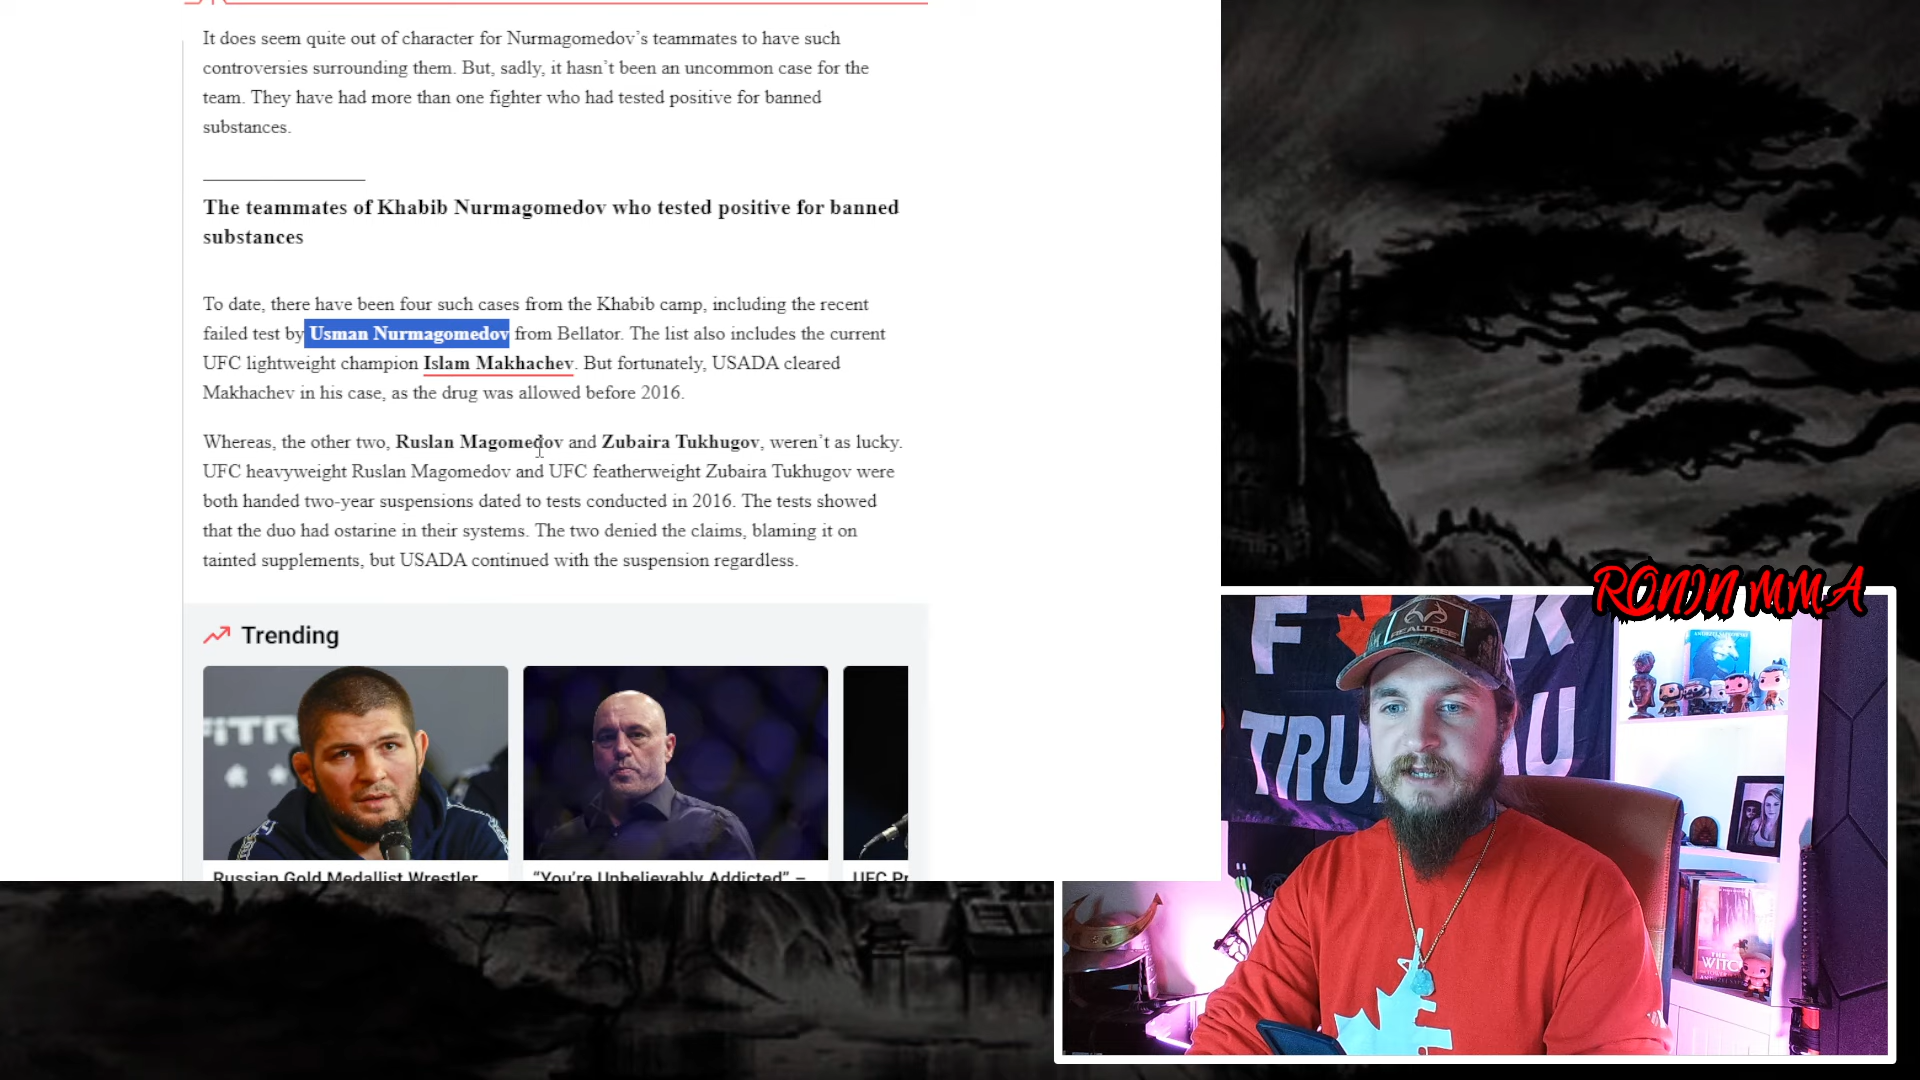 It does seem quite out of character for Nurmagomedov’s teammates to have such
controversies surrounding them. But, sadly, it hasn’t been an uncommon case for the
team. They have had more than one fighter who had tested positive for banned
substances.
The teammates of Khabib Nurmagomedov who tested positive for banned
substances
To date, there have been four such cases from the Khabib camp, including the recent
failed test by Usman Nurmagomedov from Bellator. The list also includes the current
UFC lightweight champion Islam Makhachev. But fortunately, USADA cleared
Makhachev in his case, as the drug was allowed before 2016.
Whereas, the other two, Ruslan Magomedov and Zubaira Tukhugov, weren’t as lucky.
UFC heavyweight Ruslan Magomedov and UFC featherweight Zubaira Tukhugov were
both handed two-year suspensions dated to tests conducted in 2016. The tests showed
that the duo had ostarine in their systems. The two denied the claims, blaming it on
tainted supplements, but USADA continued with the suspension regardless.
Trending
FITR
Russian Gold Medallist Wrestler
“You’re Unbelievably Addicted” –
UFC Pr
RONIN MMA
F CK
TRU AU
REALTREE
THE
WITC